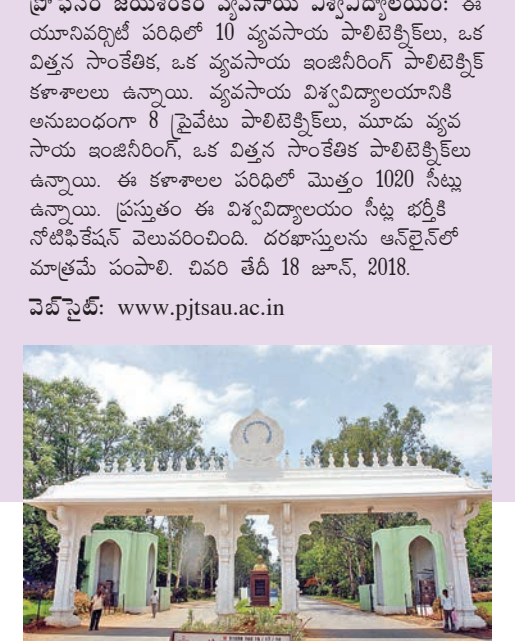 ప్రొఫెసర్ జయశంకర్ వ్యవసాయ విశ్వవిద్యాలయం: ఈ
యూనివర్సిటీ పరిధిలో 10 వ్యవసాయ పాలిటెక్నిక్‌లు, ఒక
విత్తన సాంకేతిక, ఒక వ్యవసాయ ఇంజినీరింగ్ పాలిటెక్నిక్
కళాశాలలు ఉన్నాయి. వ్యవసాయ విశ్వవిద్యాలయానికి
అనుబంధంగా 8 ప్రైవేటు పాలిటెక్నిక్‌లు, మూడు వ్యవ
సాయ ఇంజినీరింగ్, ఒక విత్తన సాంకేతిక పాలిటెక్నిక్‌లు
ఉన్నాయి. ఈ కళాశాలల పరిధిలో మొత్తం 1020 సీట్లు
ఉన్నాయి. ప్రస్తుతం ఈ విశ్వవిద్యాలయం సీట్ల భర్తీకి
నోటిఫికేషన్ వెలువరించింది. దరఖాస్తులను ఆన్‌లైన్‌లో
మాత్రమే పంపాలి. చివరి తేదీ 18 జూన్, 2018.
వెబ్‌సైట్: www.pjtsau.ac.in